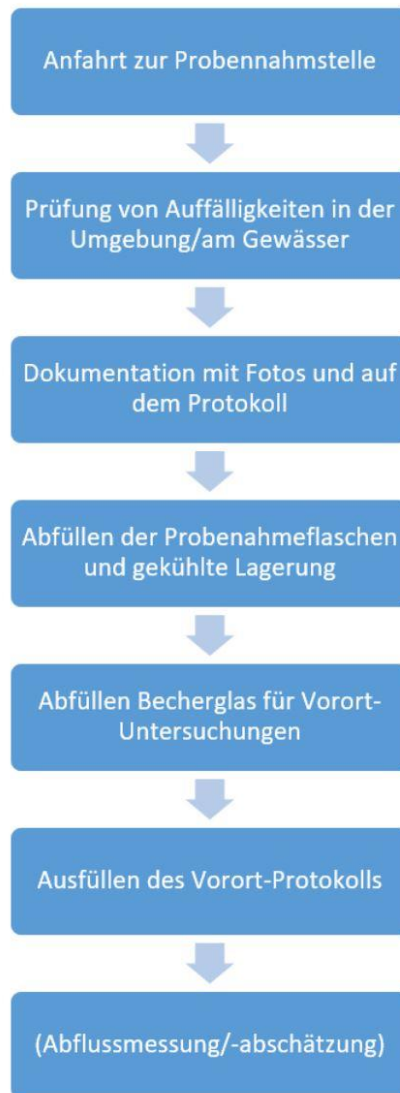 Anfahrt zur Probennahmstelle
Prüfung von Auffälligkeiten in der
Umgebung/am Gewässer
Dokumentation mit Fotos und auf
dem Protokoll
Abfüllen der Probenahmeflaschen
und gekühlte Lagerung
Abfüllen Becherglas für Vorort-
Untersuchungen
Ausfüllen des Vorort-Protokolls
(Abflussmessung/-abschätzung)